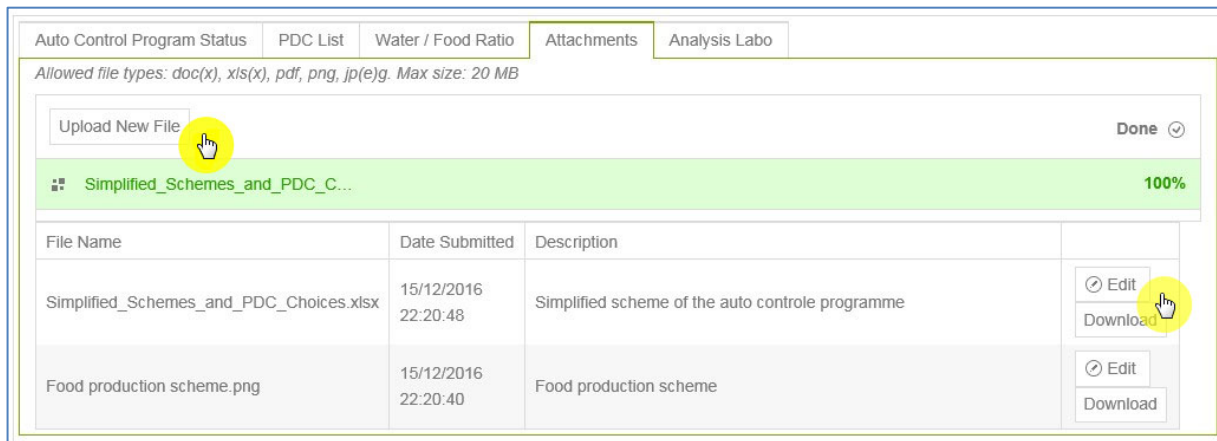 Auto Control Program Status PDC List Water / Food Ratio Attachments Analysis Labo
Allowed file types: doc(x), xls(x), pdf, png, jp(e)g. Max size: 20 MB
Upload New File
Done
Simplified_Schemes_and_PDC_C... 100%
File Name Date Submitted Description
Simplified_Schemes_and_PDC_Choices.xlsx
15/12/2016
22:20:48
Simplified scheme of the auto controle programme
Edit
Download
Food production scheme.png
15/12/2016
22:20:40
Food production scheme
Edit
Download